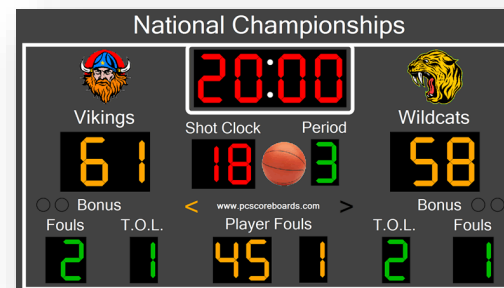 National Championships
20:00
Vikings
Wildcats
Shot Clock
Period
61
18
3
58
Bonus
< www.pcscoreboards.com >
Bonus
Fouls
T.O.L.
Player Fouls
T.O.L.
Fouls
2
1
45
1
2
1